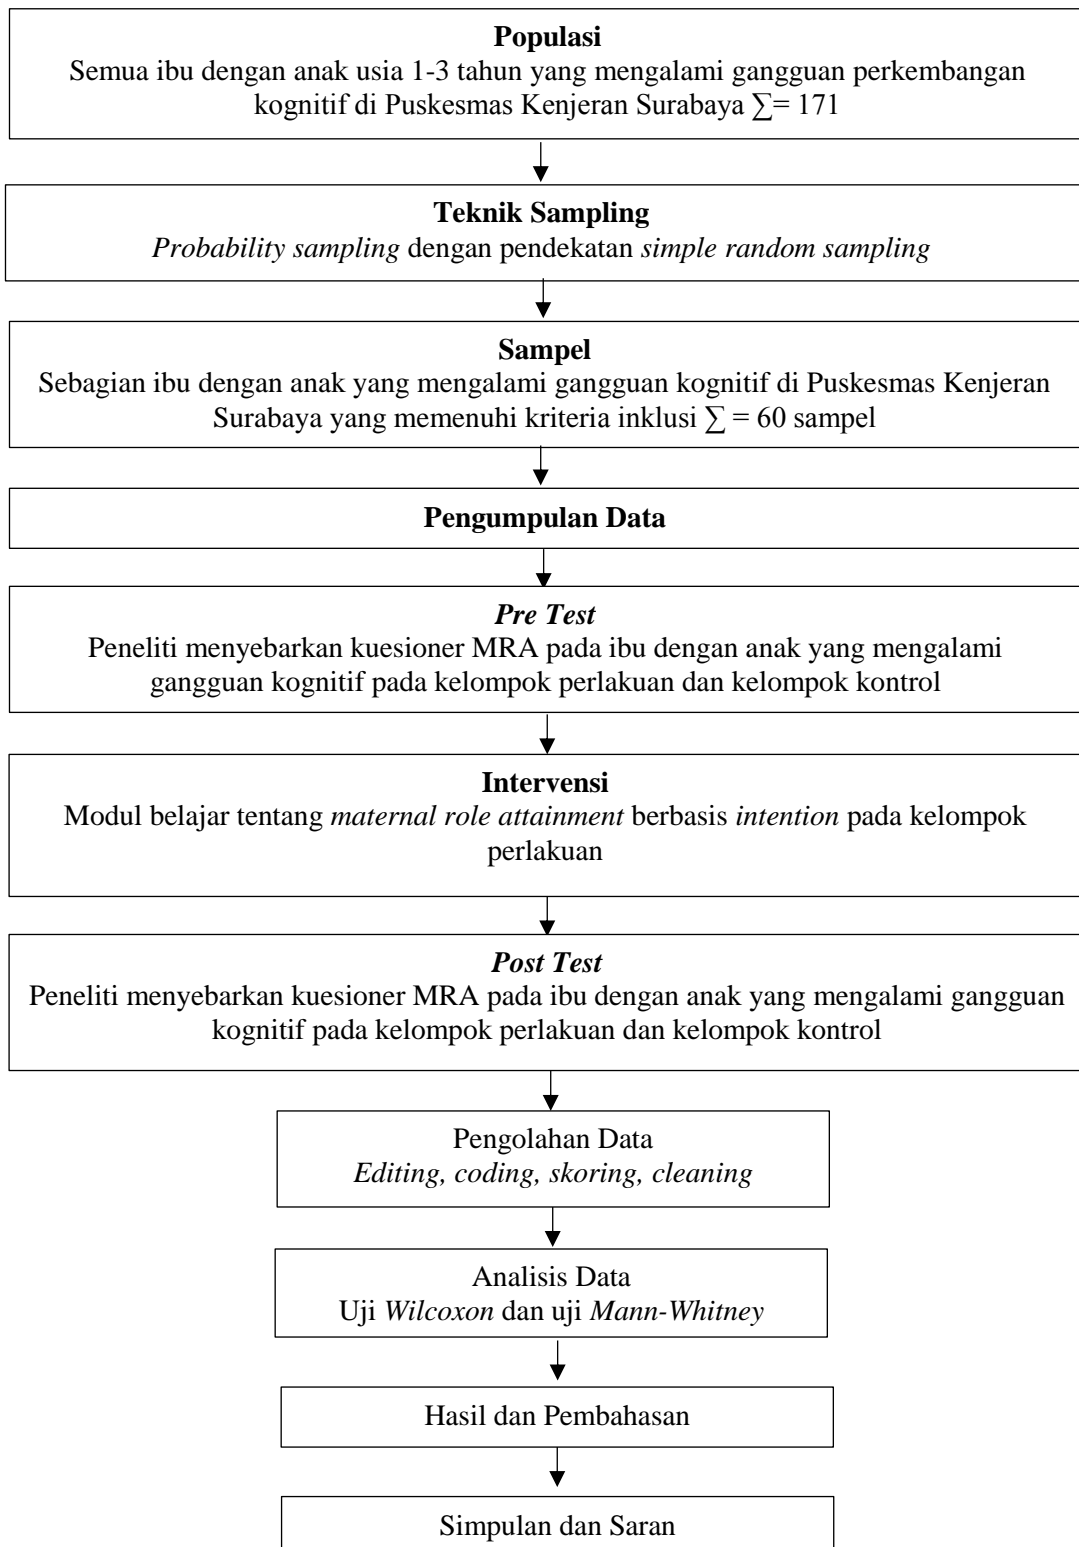 Populasi
Semua ibu dengan anak usia 1-3 tahun yang mengalami gangguan perkembangan
kognitif di Puskesmas Kenjeran Surabaya ∑= 171
Teknik Sampling
Probability sampling dengan pendekatan simple random sampling
Sampel
Sebagian ibu dengan anak yang mengalami gangguan kognitif di Puskesmas Kenjeran
Surabaya yang memenuhi kriteria inklusi ∑ = 60 sampel
Pengumpulan Data
Pre Test
Peneliti menyebarkan kuesioner MRA pada ibu dengan anak yang mengalami
gangguan kognitif pada kelompok perlakuan dan kelompok kontrol
Intervensi
Modul belajar tentang maternal role attainment berbasis intention pada kelompok
perlakuan
Post Test
Peneliti menyebarkan kuesioner MRA pada ibu dengan anak yang mengalami gangguan
kognitif pada kelompok perlakuan dan kelompok kontrol
Pengolahan Data
Editing, coding, skoring, cleaning
Analisis Data
Uji Wilcoxon dan uji Mann-Whitney
Hasil dan Pembahasan
Simpulan dan Saran